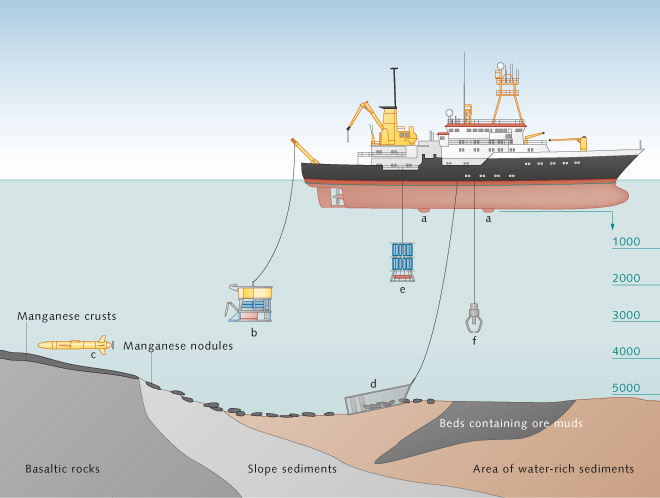 a
a
1000
e
2000
Manganese crusts
3000
b
f
c
Manganese nodules
4000
d
5000
Beds containing ore muds
Basaltic rocks
Slope sediments
Area of water-rich sediments